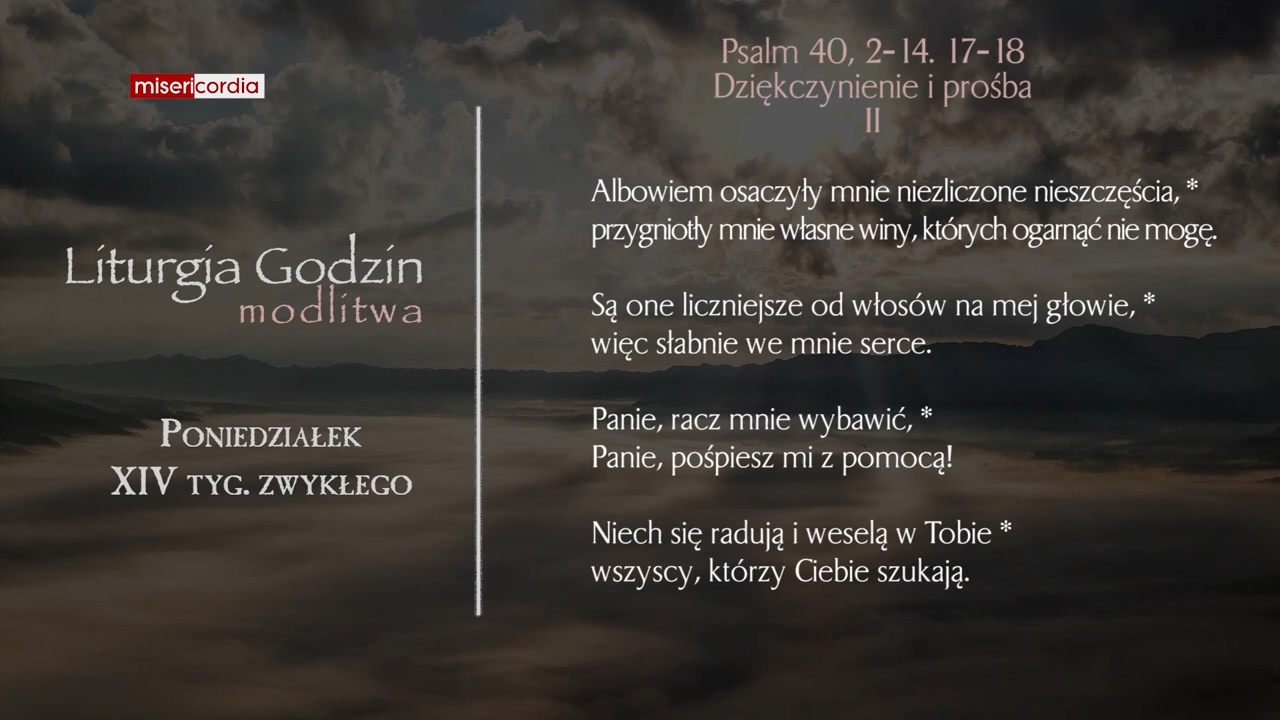 misericordia
Liturgia Godzin
modlitwa
Poniedziałek
XIV tyg. zwykłego
Psalm 40, 2-14. 17-18
Dziękczynienie i prośba
II
Albowiem osaczyły mnie niezliczone nieszczęścia, *
przygniotły mnie własne winy, których ogarnąć nie mogę.
Są one liczniejsze od włosów na mej głowie, *
więc słabnie we mnie serce.
Panie, racz mnie wybawić, *
Panie, pośpiesz mi z pomocą!
Niech się radują i weselą w Tobie *
wszyscy, którzy Ciebie szukają.